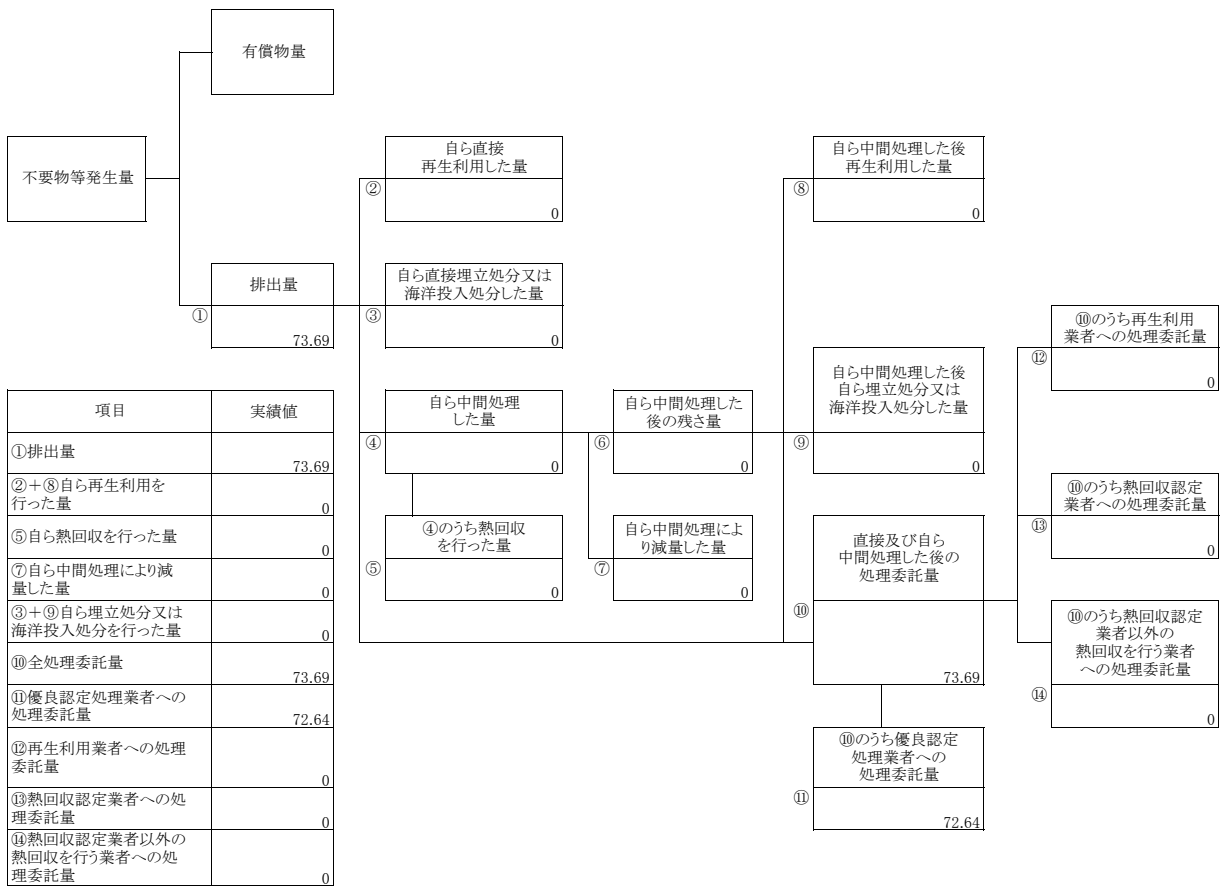 有償物量
不要物等発生量
自ら直接
再生利用した量
②
0
自ら中間処理した後
再生利用した量
⑧
0
排出量
①
73.69
自ら直接埋立処分又は
海洋投入処分した量
③
0
⑩のうち再生利用
業者への処理委託量
⑫
0
自ら中間処理
した量
④
0
自ら中間処理した
後の残さ量
⑥
0
自ら中間処理した後
自ら埋立処分又は
海洋投入処分した量
⑨
0
⑩のうち熱回収認定
業者への処理委託量
⑬
0
④のうち熱回収
を行った量
⑤
0
自ら中間処理によ
り減量した量
⑦
0
直接及び自ら
中間処理した後の
処理委託量
⑩
73.69
⑩のうち熱回収認定
業者以外の
熱回収を行う業者
への処理委託量
⑭
0
⑩のうち優良認定
処理業者への
処理委託量
⑪
72.64
項目 実績値
①排出量
73.69
②＋⑧自ら再生利用を
行った量
0
⑤自ら熱回収を行った量
0
⑦自ら中間処理により減
量した量
0
③＋⑨自ら埋立処分又は
海洋投入処分を行った量
0
⑩全処理委託量
73.69
⑪優良認定処理業者への
処理委託量
72.64
⑫再生利用業者への処理
委託量
0
⑬熱回収認定業者への処
理委託量
0
⑭熱回収認定業者以外の
熱回収を行う業者への処
理委託量
0